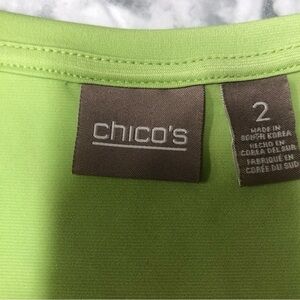 chico's
2
MADE IN
SOUTH KOREA
HECHO EN
COREA DEL SUR
FABRIQUÉ EN
CORÉE DU SUD